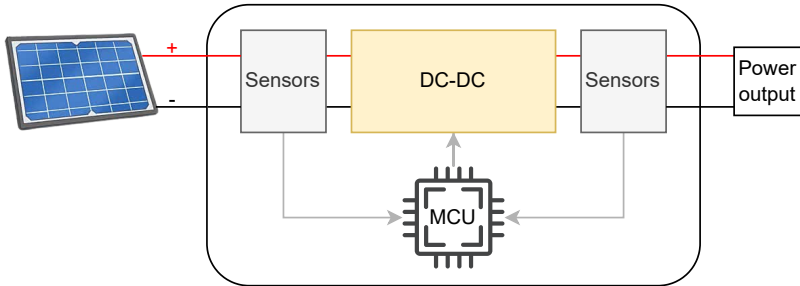 +
-
Sensors
DC-DC
Sensors
Power
output
MCU